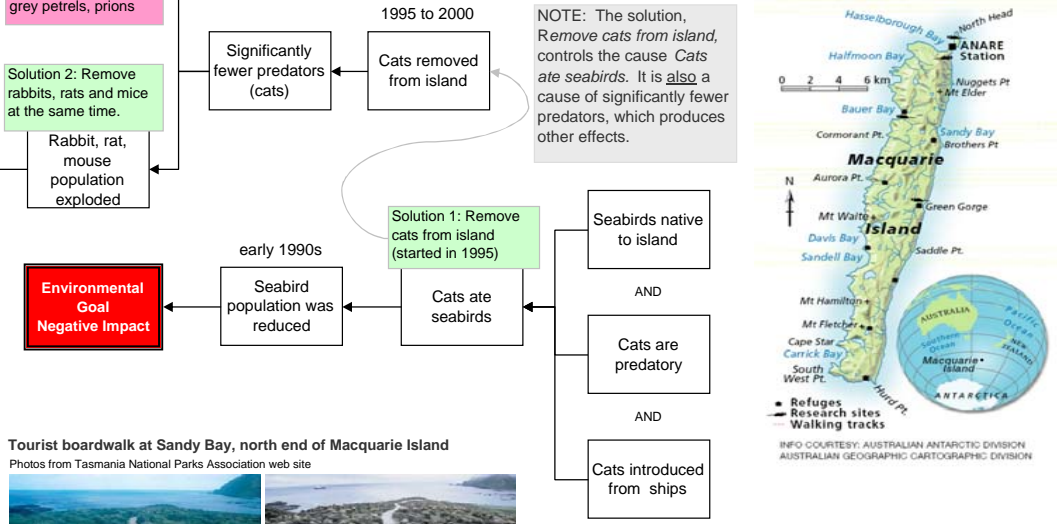 grey petrels, prions
Solution 2: Remove
rabbits, rats and mice
at the same time.
Rabbit, rat,
mouse
population
exploded
Significantly
fewer predators
(cats)
1995 to 2000
Cats removed
from island
NOTE: The solution,
Remove cats from island,
controls the cause Cats
ate seabirds. It is also a
cause of significantly fewer
predators, which produces
other effects.
Environmental
Goal
Negative Impact
early 1990s
Seabird
population was
reduced
Solution 1: Remove
cats from island
(started in 1995)
Cats ate
seabirds
Seabirds native
to island
AND
Cats are
predatory
AND
Cats introduced
from ships
Tourist boardwalk at Sandy Bay, north end of Macquarie Island
Photos from Tasmania National Parks Association web site
Hasselborough Bay
North Head
ANARE
Station
Halfmoon Bay
0 2 4 6 km
Nuggets Pt
Mt Elder
Bauer Bay
Cormorant Pt.
Sandy Bay
Brothers Pt
Macquarie
Aurora Pt.
N
Green Gorge
Mt Waite
Island
Davis Bay
Saddle Pt.
Sandell Bay
Mt Hamilton
Mt Fletcher
Cape Star
Carrick Bay
South
West Pt.
Hurd Pt.
AUSTRALIA
Pacific
Ocean
Southern
Ocean
NEW
ZEALAND
Macquarie
Island
ANTARCTICA
Refuges
Research sites
Walking tracks
INFO COURTESY: AUSTRALIAN ANTARCTIC DIVISION
AUSTRALIAN GEOGRAPHIC CARTOGRAPHIC DIVISION